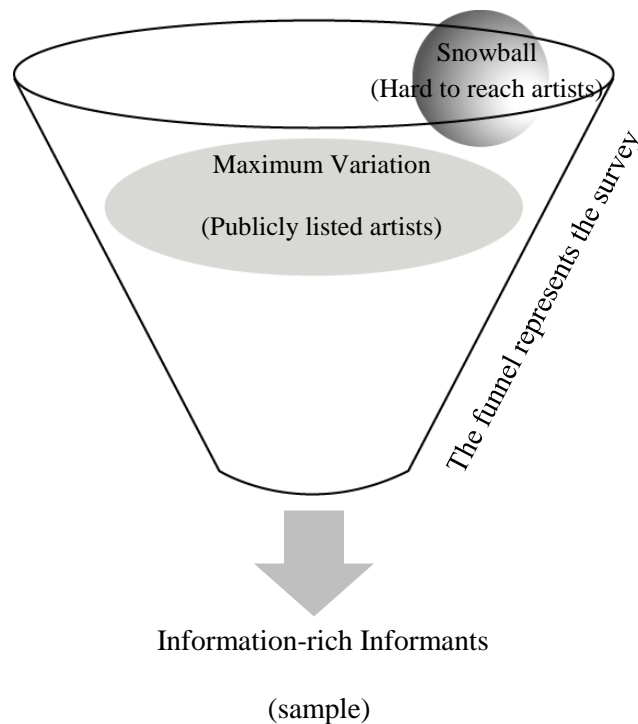 Snowball
(Hard to reach artists)
Maximum Variation
(Publicly listed artists)
The funnel represents the survey
Information-rich Informants
(sample)